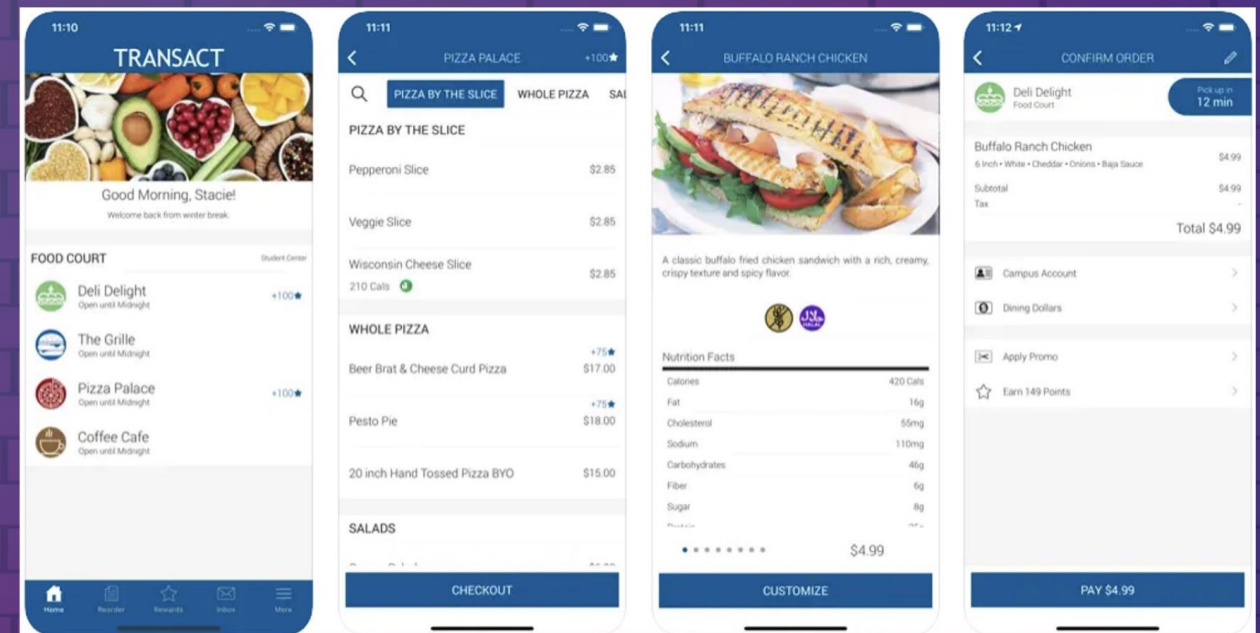 11:10
TRANSACT
Good Morning, Stacie!
Welcome back from winter break.
FOOD COURT Student Center
Deli Delight
Open until Midnight
+100★
The Grille
Open until Midnight
Pizza Palace
Open until Midnight
+100★
Coffee Cafe
Open until Midnight
Home Reorder Rewards Inbox More
11:11
PIZZA PALACE +100★
PIZZA BY THE SLICE WHOLE PIZZA SAL
PIZZA BY THE SLICE
Pepperoni Slice $2.85
Veggie Slice $2.85
Wisconsin Cheese Slice $2.85
210 Cals
WHOLE PIZZA
+75★
Beer Brat & Cheese Curd Pizza $17.00
+75★
Pesto Pie $18.00
20 inch Hand Tossed Pizza BYO $15.00
SALADS
CHECKOUT
11:11
BUFFALO RANCH CHICKEN
A classic buffalo fried chicken sandwich with a rich, creamy,
crispy texture and spicy flavor.
حلال
HALAL
Nutrition Facts
Calories 420 Cals
Fat 16g
Cholesterol 55mg
Sodium 110mg
Carbohydrates 46g
Fiber 6g
Sugar 8g
$4.99
CUSTOMIZE
11:12
CONFIRM ORDER
Deli Delight
Food Court
Pick up in
12 min
Buffalo Ranch Chicken $4.99
6 Inch • White • Cheddar • Onions • Baja Sauce
Subtotal $4.99
Tax -
Total $4.99
Campus Account
Dining Dollars
Apply Promo
Earn 149 Points
PAY $4.99